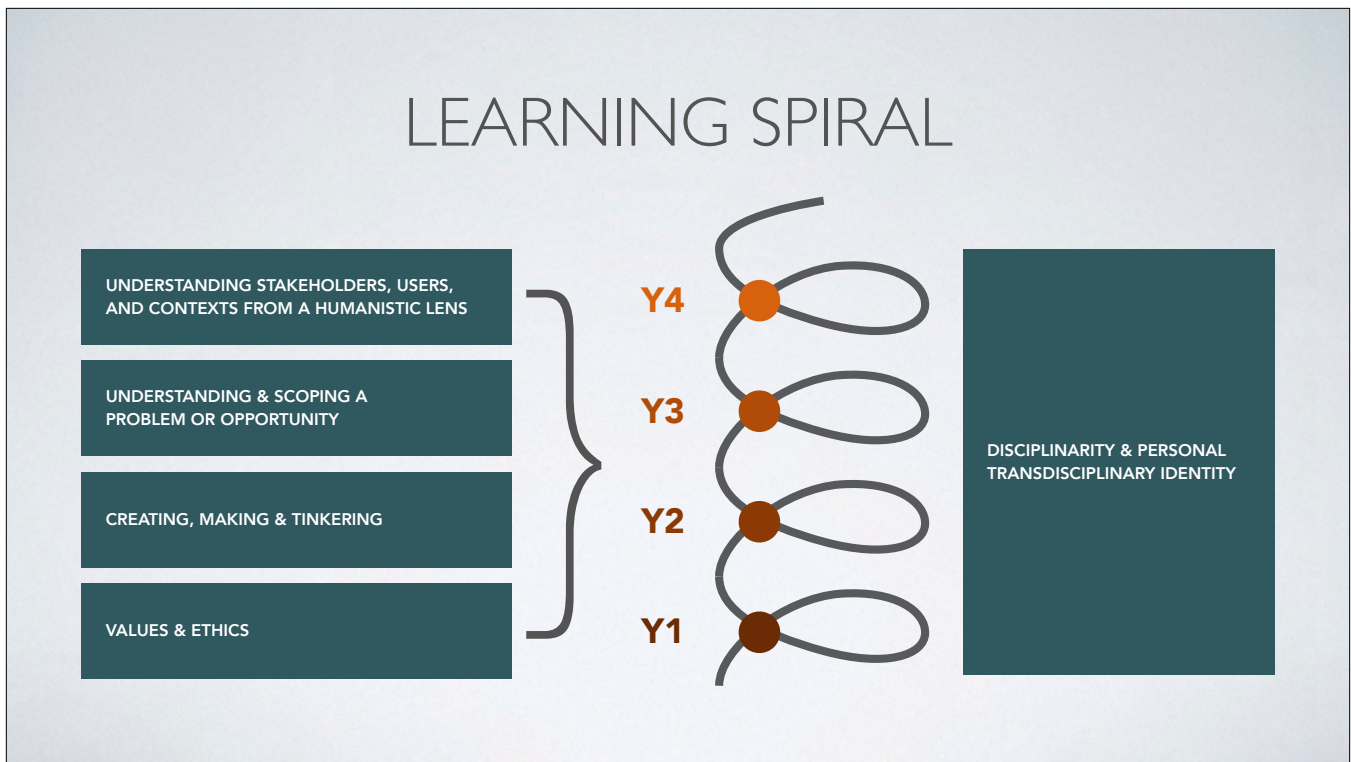 LEARNING SPIRAL
UNDERSTANDING STAKEHOLDERS, USERS,
AND CONTEXTS FROM A HUMANISTIC LENS
UNDERSTANDING & SCOPING A
PROBLEM OR OPPORTUNITY
CREATING, MAKING & TINKERING
VALUES & ETHICS
Y4
Y3
Y2
Y1
DISCIPLINARITY & PERSONAL
TRANSDISCIPLINARY IDENTITY